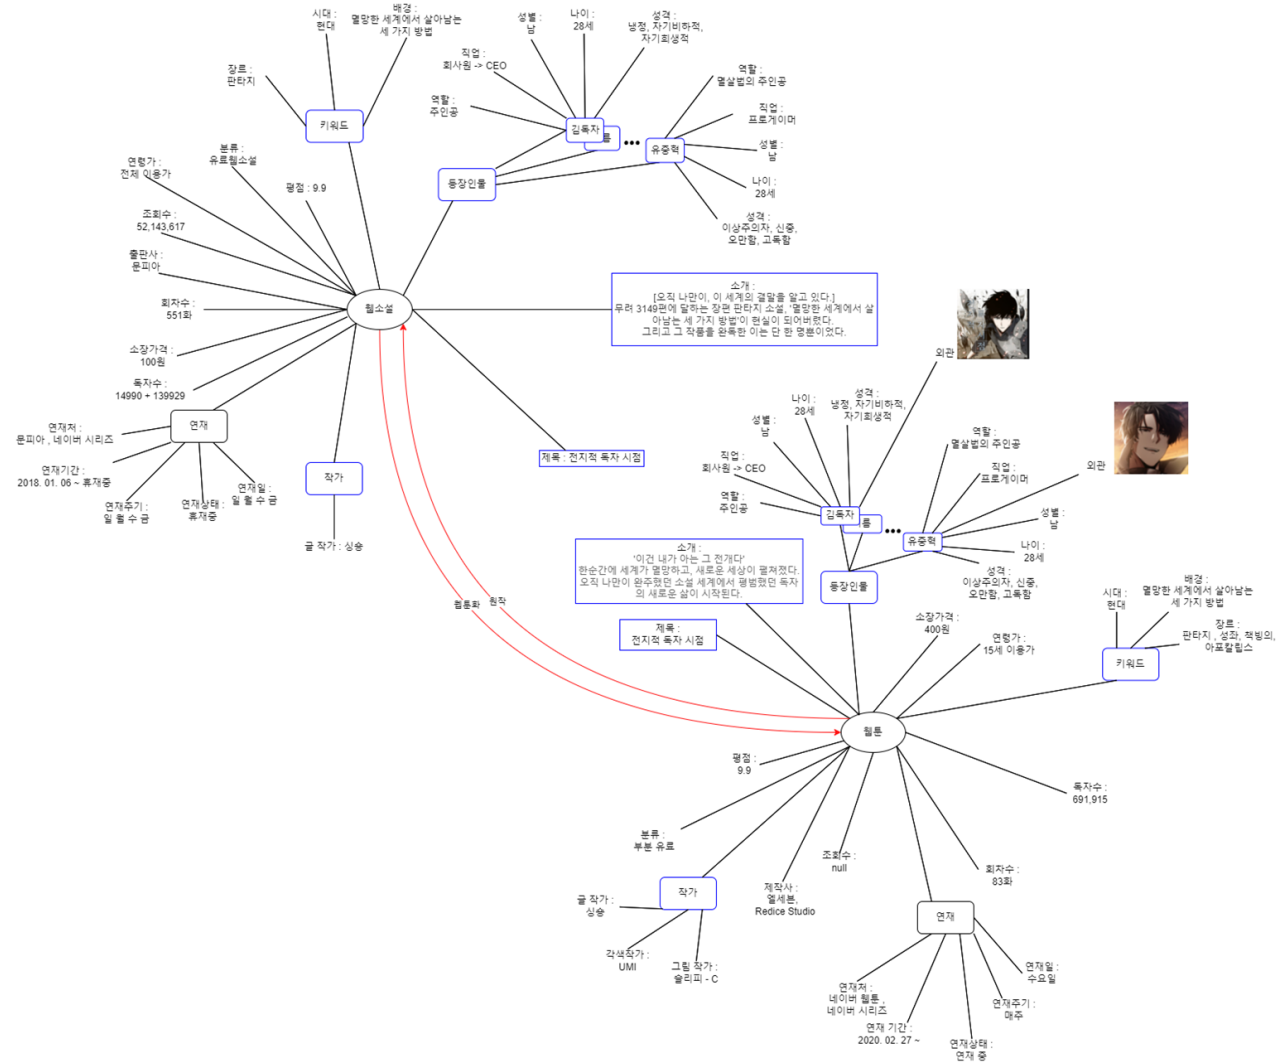 시대 :
현대
배경 :
멸망한 세계에서 살아남는
세 가지 방법
장르 :
판타지
키워드
성별 :
남
나이 :
28세
성격 :
냉정, 자기비하적,
자기희생적
직업 :
회사원 -> CEO
역할 :
주인공
김독자
름
•••
유중혁
역할 :
멸살법의 주인공
직업 :
프로게이머
성별 :
남
나이 :
28세
성격 :
이상주의자, 신중,
오만함, 고독함
등장인물
분류 :
유료웹소설
연령가 :
전체 이용가
평점 : 9.9
조회수 :
52,143,617
출판사 :
문피아
회차수 :
551화
소장가격 :
100원
독자수 :
14990 + 139929
웹소설
소개 :
[오직 나만이, 이 세계의 결말을 알고 있다.]
무려 3149편에 달하는 장편 판타지 소설, '멸망한 세계에서 살
아남는 세 가지 방법'이 현실이 되어버렸다.
그리고 그 작품을 완독한 이는 단 한 명뿐이었다.
연재
연재처 :
문피아 , 네이버 시리즈
연재기간 :
2018. 01. 06 ~ 휴재중
연재주기 :
일 월 수 금
연재상태 :
휴재중
연재일 :
일 월 수 금
작가
글 작가 : 싱숑
제목 : 전지적 독자 시점
웹툰화
원작
외관
나이 :
28세
성격 :
냉정, 자기비하적,
자기희생적
성별 :
남
직업 :
회사원 -> CEO
역할 :
주인공
김독자
름
•••
유중혁
역할 :
멸살법의 주인공
직업 :
프로게이머
외관
성별 :
남
나이 :
28세
성격 :
이상주의자, 신중,
오만함, 고독함
등장인물
소개 :
'이건 내가 아는 그 전개다'
한순간에 세계가 멸망하고, 새로운 세상이 펼쳐졌다.
오직 나만이 완주했던 소설 세계에서 평범했던 독자
의 새로운 삶이 시작된다.
제목 :
전지적 독자 시점
소장가격 :
400원
연령가 :
15세 이용가
시대 :
현대
배경 :
멸망한 세계에서 살아남는
세 가지 방법
장르 :
판타지 , 성좌, 책빙의,
아포칼립스
키워드
웹툰
평점 :
9.9
독자수 :
691,915
분류 :
부분 유료
조회수 :
null
회차수 :
83화
제작사 :
엘세븐,
Redice Studio
작가
글 작가 :
싱숑
각색작가 :
UMI
그림 작가 :
슬리피 - C
연재
연재일 :
수요일
연재처 :
네이버 웹툰 ,
네이버 시리즈
연재주기 :
매주
연재 기간 :
2020. 02. 27 ~
연재상태 :
연재 중